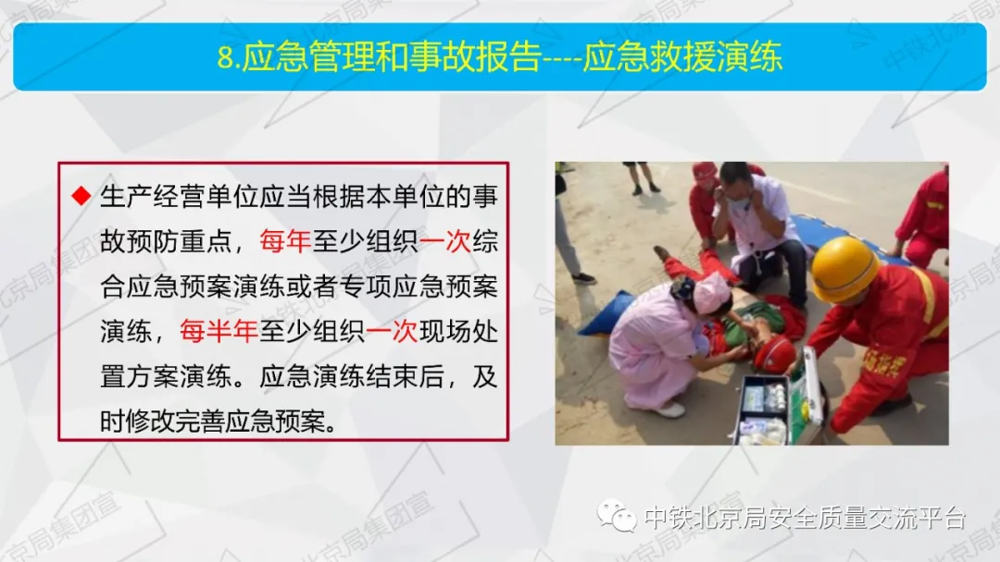 8.应急管理和事故报告----应急救援演练
◆ 生产经营单位应当根据本单位的事
故预防重点，每年至少组织一次综
合应急预案演练或者专项应急预案
演练，每半年至少组织一次现场处
置方案演练。应急演练结束后，及
时修改完善应急预案。
中铁北京局安全质量交流平台